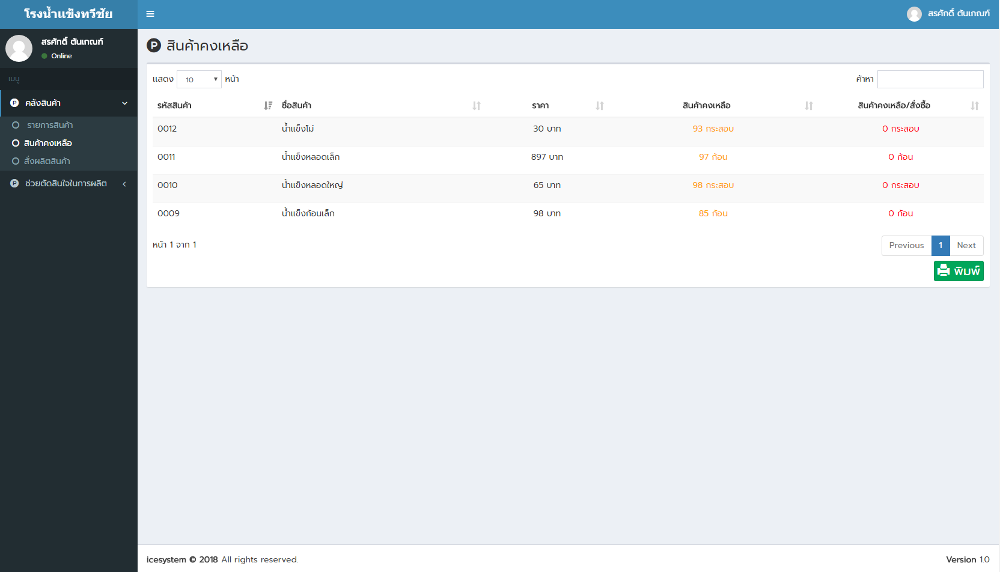 โรงน้ำแข็งทวีชัย
สรศักดิ์ ตันเกณฑ์
สรศักดิ์ ตันเกณฑ์
Online
เมนู
คลังสินค้า
รายการสินค้า
สินค้าคงเหลือ
สั่งผลิตสินค้า
ช่วยตัดสินใจในการผลิต
สินค้าคงเหลือ
แสดง 10 หน้า
ค้าหา
รหัสสินค้า ชื่อสินค้า ราคา สินค้าคงเหลือ สินค้าคงเหลือ/สั่งซื้อ
0012 น้ำแข็งโม่ 30 บาท 93 กระสอบ 0 กระสอบ
0011 น้ำแข็งหลอดเล็ก 897 บาท 97 ก้อน 0 ก้อน
0010 น้ำแข็งหลอดใหญ่ 65 บาท 98 กระสอบ 0 กระสอบ
0009 น้ำแข็งก้อนเล็ก 98 บาท 85 ก้อน 0 ก้อน
หน้า 1 จาก 1
Previous 1 Next
พิมพ์
icesystem © 2018 All rights reserved.
Version 1.0